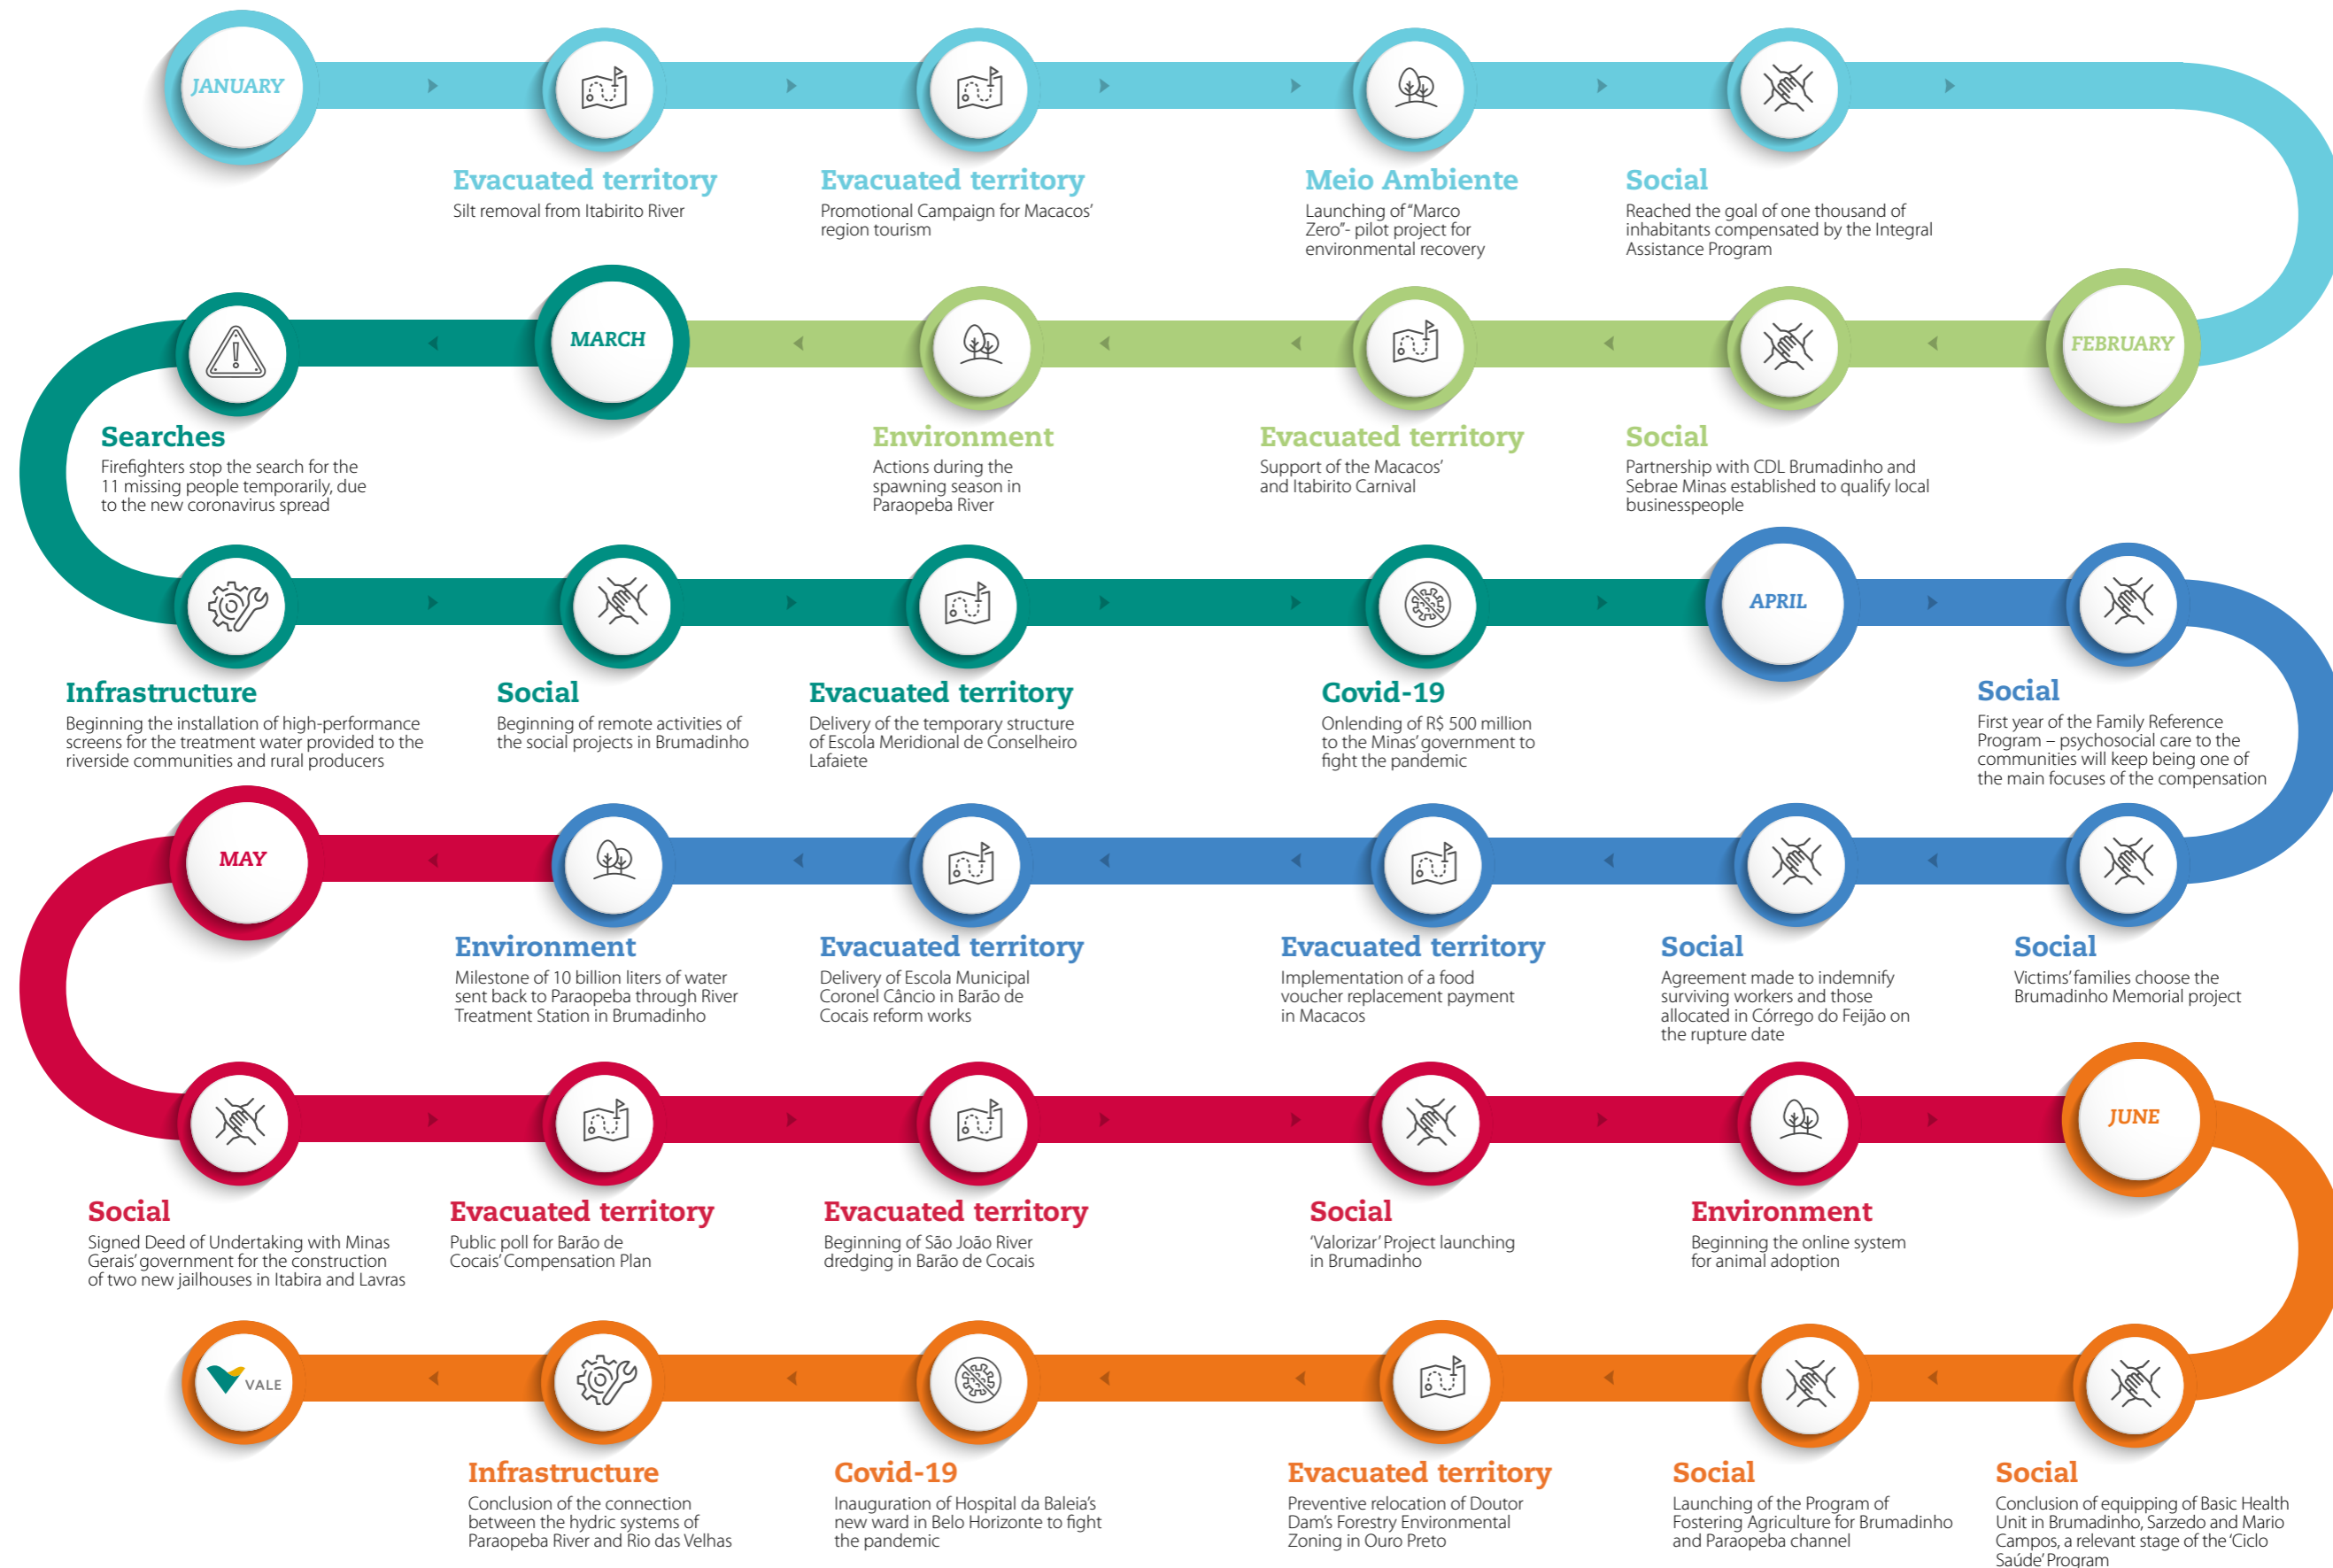 JANUARY
Evacuated territory
Silt removal from Itabirito River
Evacuated territory
Promotional Campaign for Macacos'
region tourism
Meio Ambiente
Launching of "Marco
Zero"- pilot project for
environmental recovery
Social
Reached the goal of one thousand of
inhabitants compensated by the Integral
Assistance Program
FEBRUARY
Social
Partnership with CDL Brumadinho and
Sebrae Minas established to qualify local
businesspeople
Evacuated territory
Support of the Macacos'
and Itabirito Carnival
Environment
Actions during the
spawning season in
Paraopeba River
MARCH
Searches
Firefighters stop the search for the
11 missing people temporarily, due
to the new coronavirus spread
Infrastructure
Beginning the installation of high-performance
screens for the treatment water provided to the
riverside communities and rural producers
Social
Beginning of remote activities of
the social projects in Brumadinho
Evacuated territory
Delivery of the temporary structure
of Escola Meridional de Conselheiro
Lafaiete
Covid-19
Onlending of R$ 500 million
to the Minas' government to
fight the pandemic
APRIL
Social
First year of the Family Reference
Program – psychosocial care to the
communities will keep being one of
the main focuses of the compensation
Social
Victims' families choose the
Brumadinho Memorial project
Social
Agreement made to indemnify
surviving workers and those
allocated in Córrego do Feijão on
the rupture date
Evacuated territory
Implementation of a food
voucher replacement payment
in Macacos
Evacuated territory
Delivery of Escola Municipal
Coronel Câncio in Barão de
Cocais reform works
Environment
Milestone of 10 billion liters of water
sent back to Paraopeba through River
Treatment Station in Brumadinho
MAY
Social
Signed Deed of Undertaking with Minas
Gerais' government for the construction
of two new jailhouses in Itabira and Lavras
Evacuated territory
Public poll for Barão de
Cocais' Compensation Plan
Evacuated territory
Beginning of São João River
dredging in Barão de Cocais
Social
'Valorizar' Project launching
in Brumadinho
Environment
Beginning the online system
for animal adoption
JUNE
Social
Conclusion of equipping of Basic Health
Unit in Brumadinho, Sarzedo and Mario
Campos, a relevant stage of the 'Ciclo
Saúde' Program
Social
Launching of the Program of
Fostering Agriculture for Brumadinho
and Paraopeba channel
Evacuated territory
Preventive relocation of Doutor
Dam's Forestry Environmental
Zoning in Ouro Preto
Covid-19
Inauguration of Hospital da Baleia's
new ward in Belo Horizonte to fight
the pandemic
Infrastructure
Conclusion of the connection
between the hydric systems of
Paraopeba River and Rio das Velhas
VALE